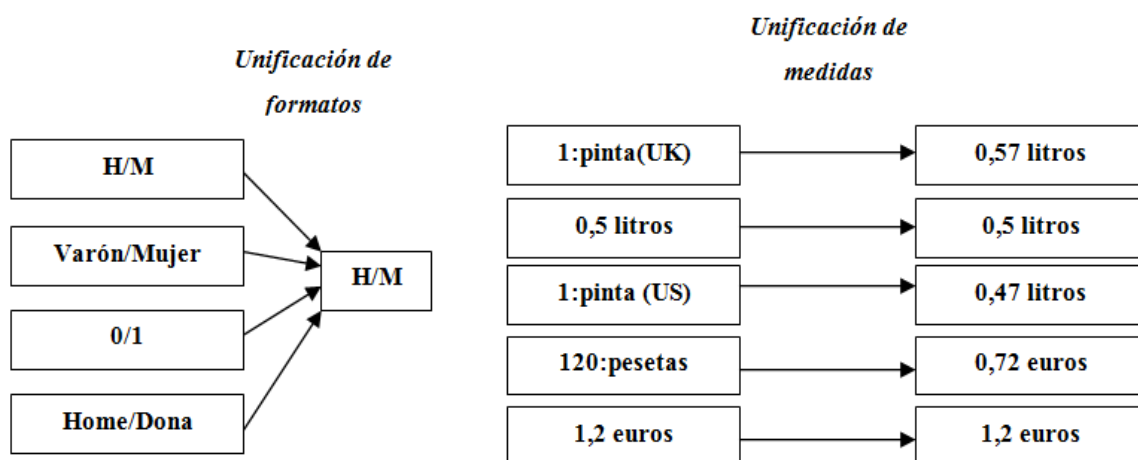 Unificación de
formatos
H/M
Varón/Mujer
0/1
Home/Dona
H/M
Unificación de
medidas
1:pinta(UK)
0,57 litros
0,5 litros
0,5 litros
1:pinta (US)
0,47 litros
120:pesetas
0,72 euros
1,2 euros
1,2 euros